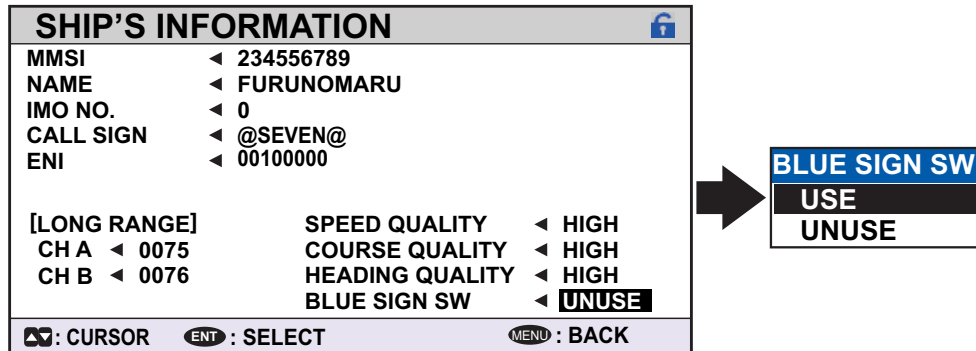 SHIP'S INFORMATION
MMSI ◄ 234556789
NAME ◄ FURUNOMARU
IMO NO. ◄ 0
CALL SIGN ◄ @SEVEN@
ENI ◄ 00100000
[LONG RANGE]
CH A ◄ 0075
CH B ◄ 0076
SPEED QUALITY ◄ HIGH
COURSE QUALITY ◄ HIGH
HEADING QUALITY ◄ HIGH
BLUE SIGN SW ◄ UNUSE
▲▼: CURSOR ENT : SELECT MENU : BACK
BLUE SIGN SW
USE
UNUSE